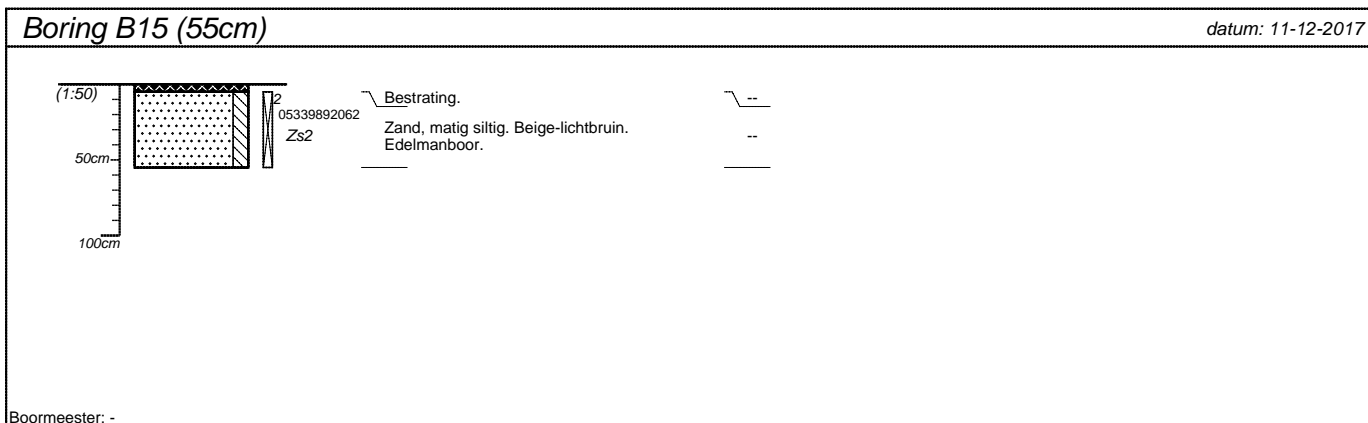 Boring B15 (55cm)
datum: 11-12-2017
(1:50)
2
Bestrating.
--
05339892062
Zs2
Zand, matig siltig. Beige-lichtbruin.
Edelmanboor.
--
50cm
100cm
Boormeester: -